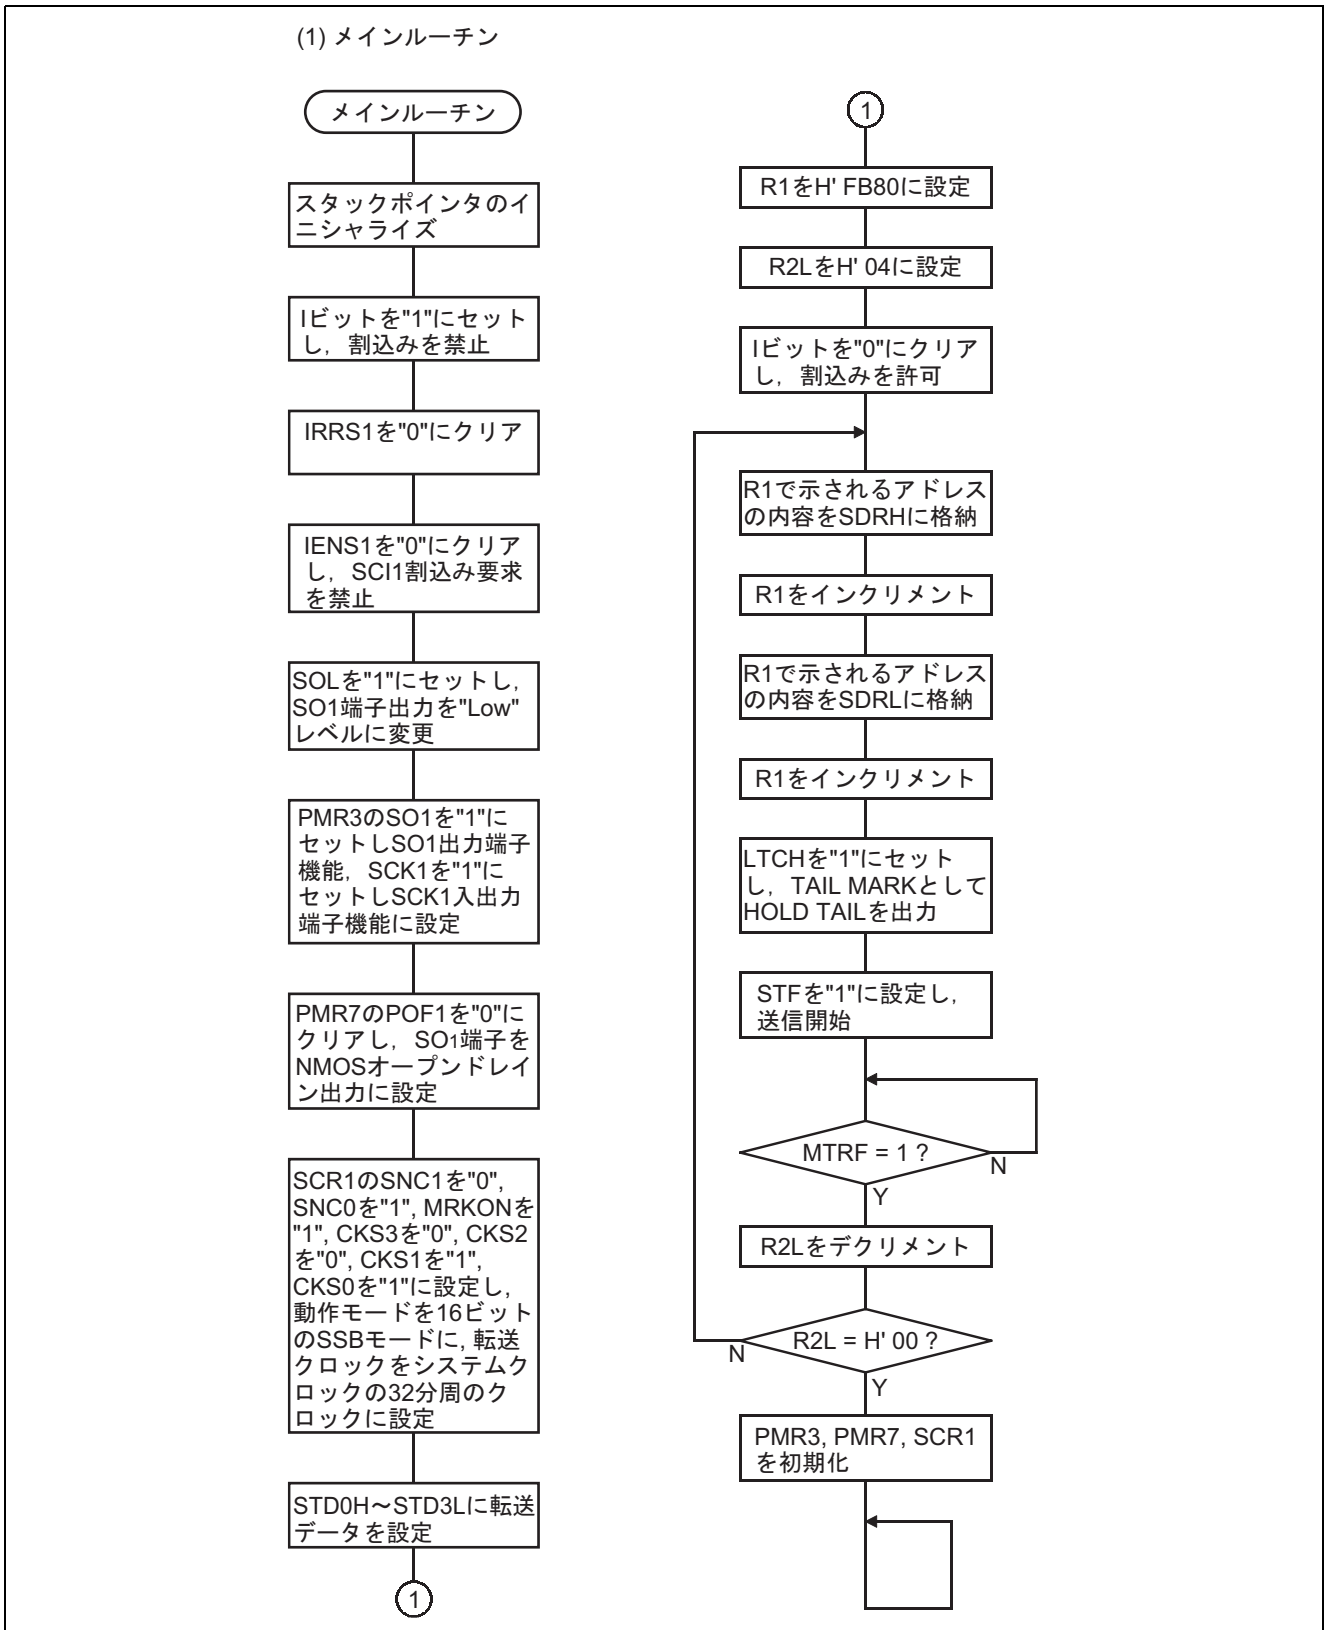 (1) メインルーチン
メインルーチン
スタックポインタのイ
ニシャライズ
Iビットを"1"にセット
し，割込みを禁止
IRRS1を"0"にクリア
IENS1を"0"にクリア
し，SCI1割込み要求
を禁止
SOLを"1"にセットし，
SO1端子出力を"Low"
レベルに変更
PMR3のSO1を"1"に
セットしSO1出力端子
機能，SCK1を"1"に
セットしSCK1入出力
端子機能に設定
PMR7のPOF1を"0"に
クリアし，SO1端子を
NMOSオープンドレイ
ン出力に設定
SCR1のSNC1を"0",
SNC0を"1", MRKONを
"1", CKS3を"0", CKS2
を"0", CKS1を"1",
CKS0を"1"に設定し，
動作モードを16ビット
のSSBモードに, 転送
クロックをシステムク
ロックの32分周のク
ロックに設定
STD0H～STD3Lに転送
データを設定
1
1
R1をH' FB80に設定
R2LをH' 04に設定
Iビットを"0"にクリア
し，割込みを許可
R1で示されるアドレス
の内容をSDRHに格納
R1をインクリメント
R1で示されるアドレス
の内容をSDRLに格納
R1をインクリメント
LTCHを"1"にセット
し，TAIL MARKとして
HOLD TAILを出力
STFを"1"に設定し，
送信開始
MTRF = 1 ?
N
Y
R2Lをデクリメント
R2L = H' 00 ?
N
Y
PMR3, PMR7, SCR1
を初期化